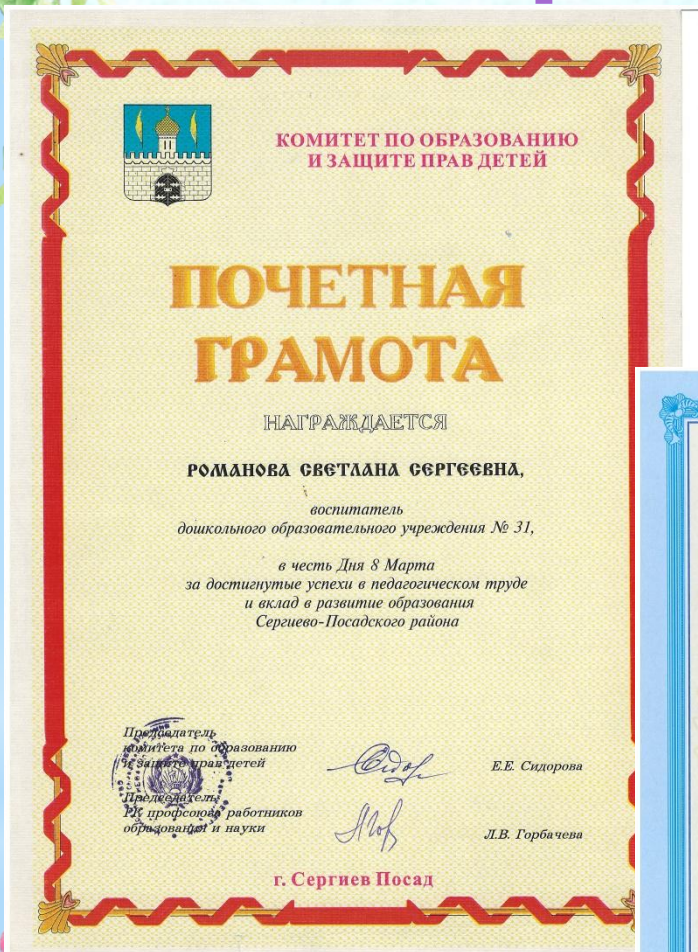 КОМИТЕТ ПО ОБРАЗОВАНИЮ
И ЗАЩИТЕ ПРАВ ДЕТЕЙ
ПОЧЕТНАЯ
ГРАМОТА
НАГРАЖДАЕТСЯ
РОМАНОВА СВЕТЛАНА СЕРГЕЕВНА,
воспитатель
дошкольного образовательного учреждения № 31,
в честь Дня 8 Марта
за достигнутые успехи в педагогическом труде
и вклад в развитие образования
Сергиево-Посадского района
Председатель
комитета по образованию
и защите прав детей
Е.Е. Сидорова
Председатель
РК профсоюза работников
образования и науки
Л.В. Горбачева
г. Сергиев Посад